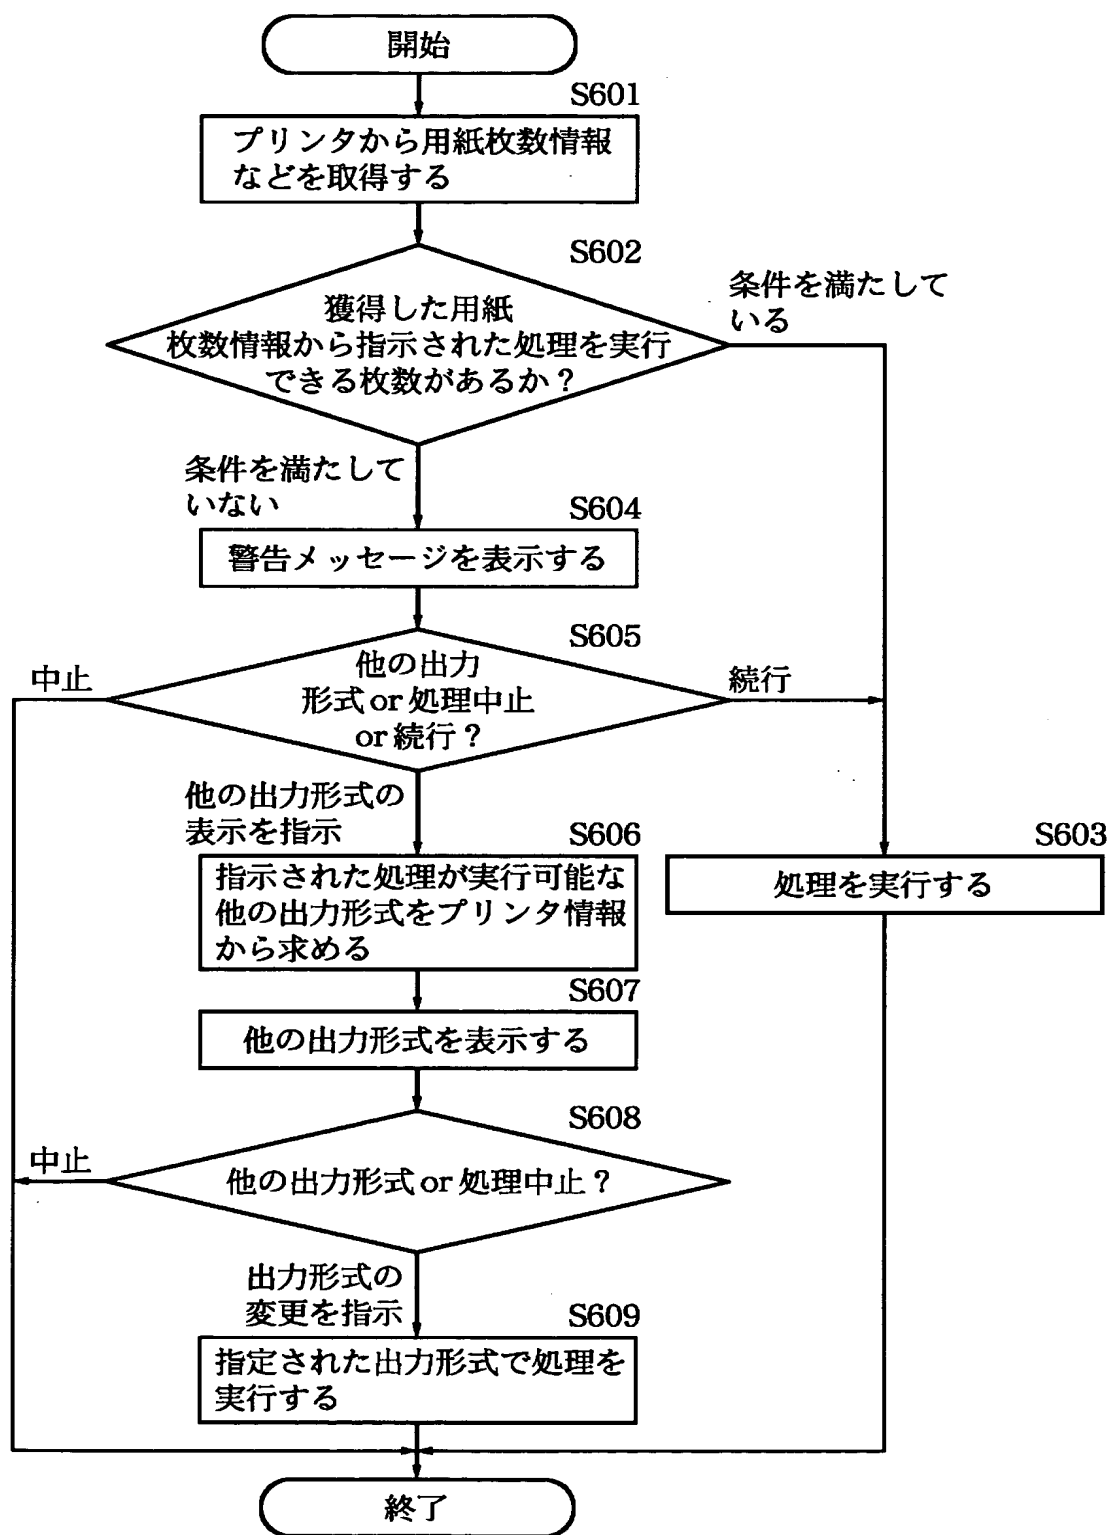 開始
S601
プリンタから用紙枚数情報
などを取得する
S602
獲得した用紙
枚数情報から指示された処理を実行
できる枚数があるか?
条件を満たして
いる
条件を満たして
いない
S604
警告メッセージを表示する
S605
他の出力
形式or処理中止
or続行?
中止
続行
他の出力形式の
表示を指示
S606
指示された処理が実行可能な
他の出力形式をプリンタ情報
から求める
S603
処理を実行する
S607
他の出力形式を表示する
S608
他の出力形式or処理中止?
中止
出力形式の
変更を指示
S609
指定された出力形式で処理を
実行する
終了